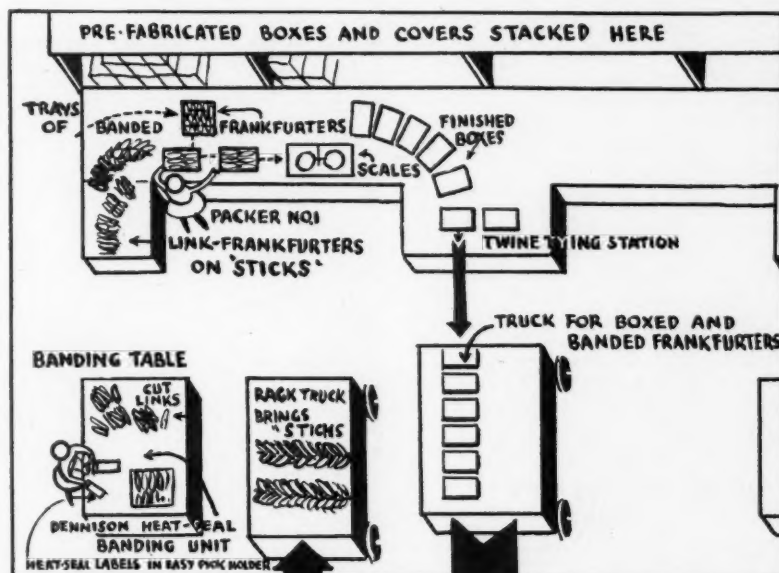 PRE-FABRICATED BOXES AND COVERS STACKED HERE
TRAYS
OF BANDED FRANKFURTERS
FINISHED
BOXES
SCALES
PACKER NO.1
LINK-FRANKFURTERS
ON "STICKS"
TWINE TYING STATION
TRUCK FOR BOXED AND
BANDED FRANKFURTERS
BANDING TABLE
CUT
LINKS
RACK TRUCK
BRINGS
"STICKS
DENNISON HEAT-SEAL
BANDING UNIT
HEAT-SEAL LABELS IN EASY PICK HOLDER